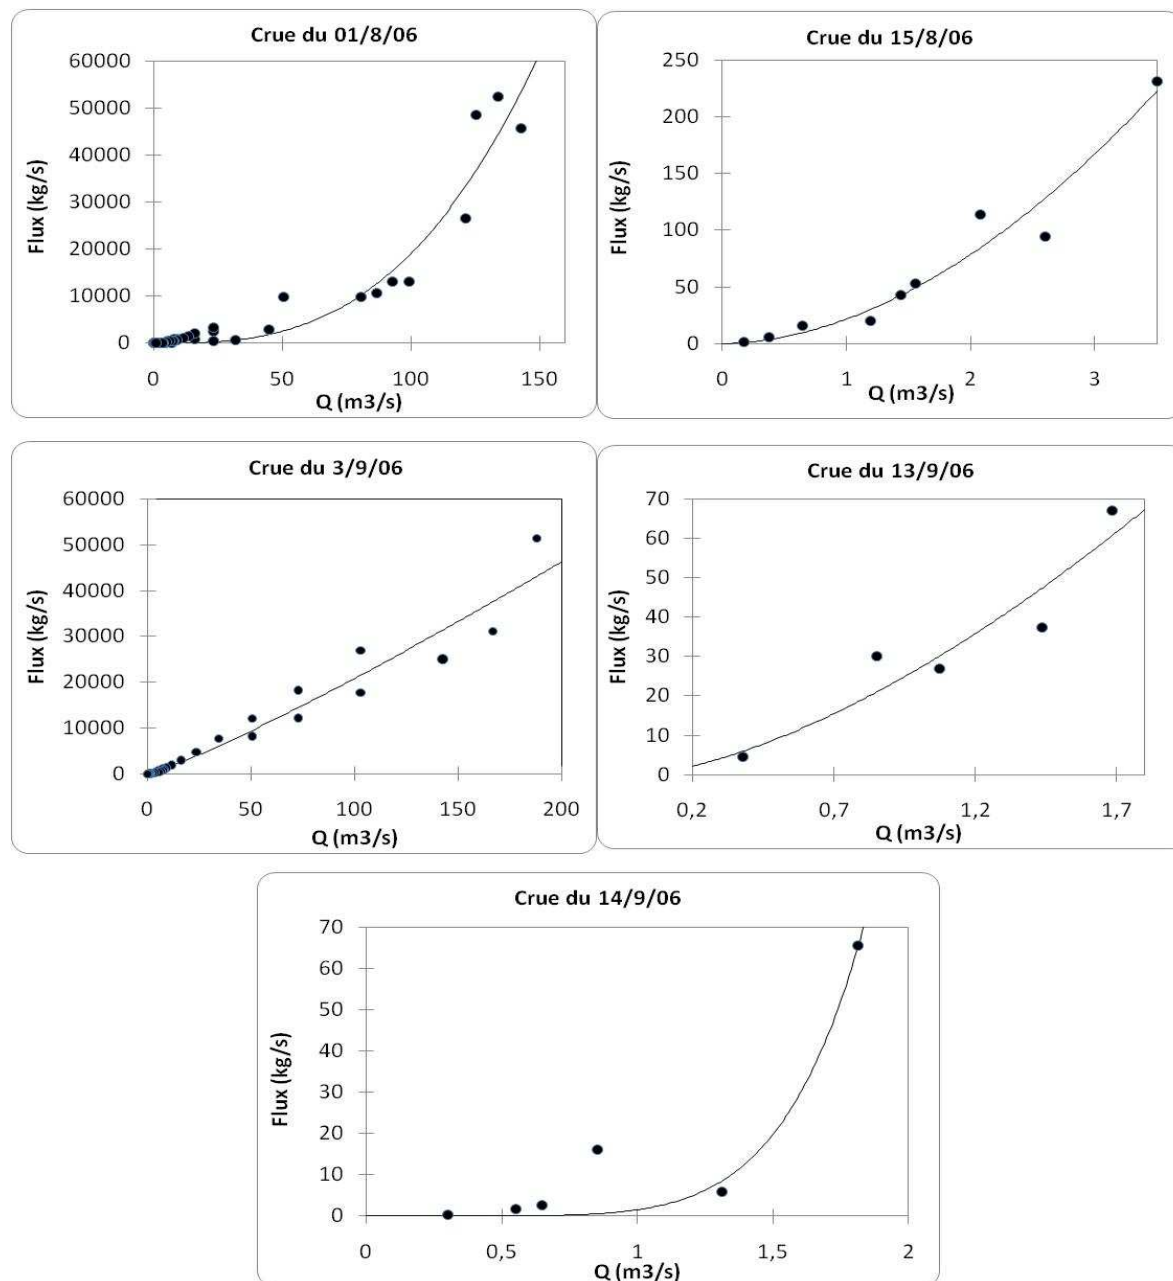 Crue du 01/8/06
60000
50000
40000
30000
20000
10000
0
Flux (kg/s)
0 50 100 150
Q (m3/s)
Crue du 15/8/06
250
200
150
100
50
0
Flux (kg/s)
0 1 2 3
Q (m3/s)
Crue du 3/9/06
60000
50000
40000
30000
20000
10000
0
Flux (kg/s)
0 50 100 150 200
Q (m3/s)
Crue du 13/9/06
70
60
50
40
30
20
10
0
Flux (kg/s)
0,2 0,7 1,2 1,7
Q (m3/s)
Crue du 14/9/06
70
60
50
40
30
20
10
0
Flux (kg/s)
0 0,5 1 1,5 2
Q (m3/s)